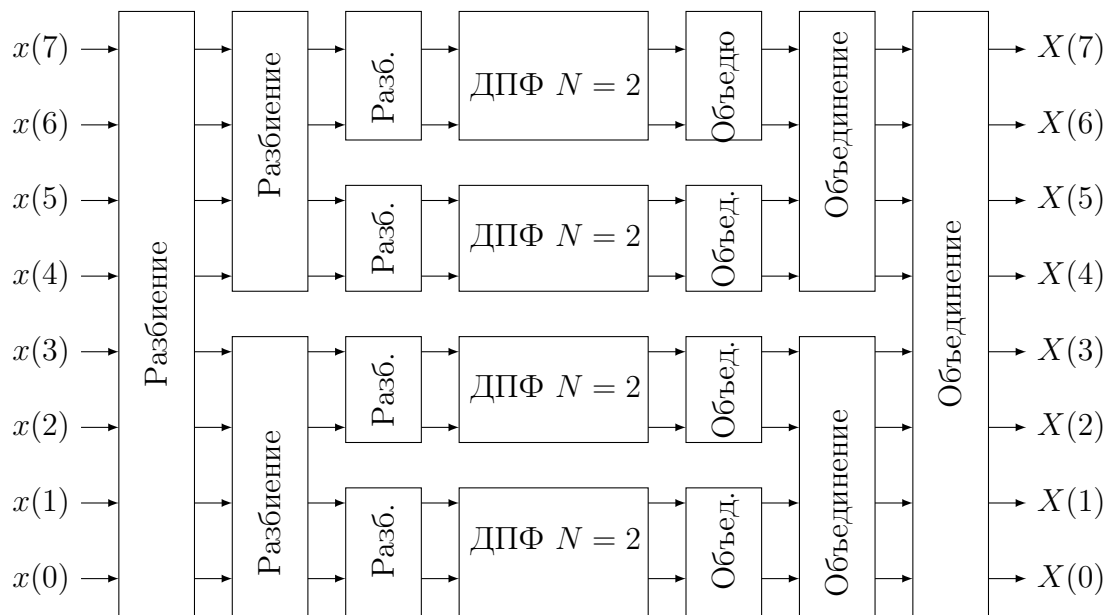 x(7)
x(6)
x(5)
x(4)
x(3)
x(2)
x(1)
x(0)
Разбиение
Разбиение
Разбиение
Разб.
Разб.
Разб.
Разб.
ДПФ N = 2
ДПФ N = 2
ДПФ N = 2
ДПФ N = 2
Объедю
Объед.
Объед.
Объед.
Объединение
Объединение
Объединение
X(7)
X(6)
X(5)
X(4)
X(3)
X(2)
X(1)
X(0)